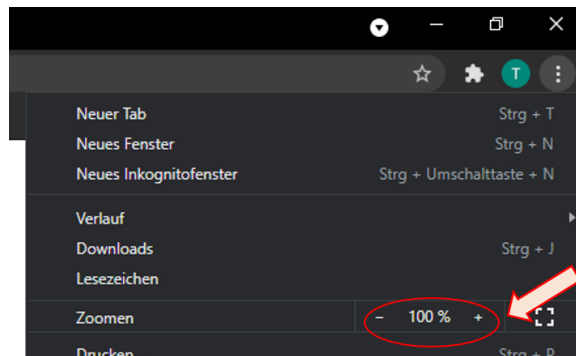 T
Neuer Tab Strg + T
Neues Fenster Strg + N
Neues Inkognitofenster Strg + Umschalttaste + N
Verlauf
Downloads Strg + J
Lesezeichen
Zoomen - 100 % +
Drucken Strg + P